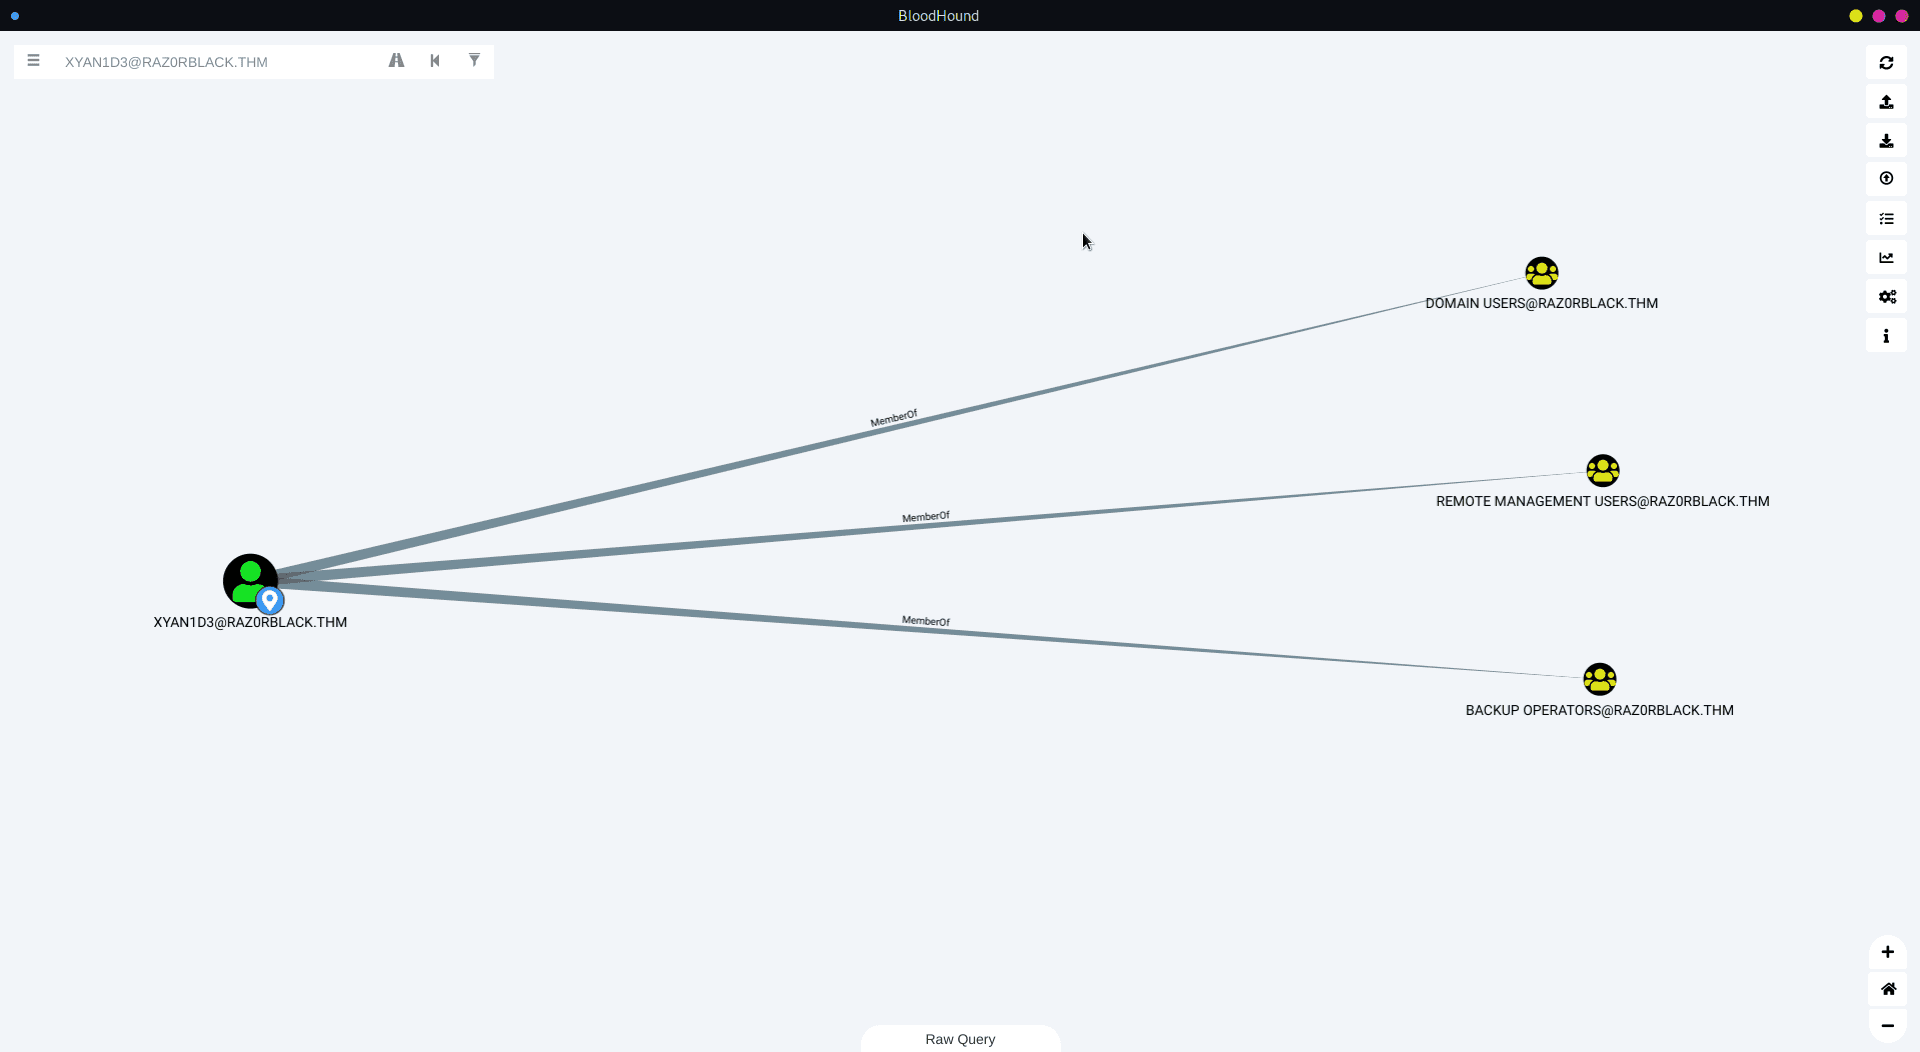 BloodHound
XYAN1D3@RAZ0RBLACK.THM
DOMAIN USERS@RAZ0RBLACK.THM
MemberOf
REMOTE MANAGEMENT USERS@RAZ0RBLACK.THM
MemberOf
XYAN1D3@RAZ0RBLACK.THM
MemberOf
BACKUP OPERATORS@RAZ0RBLACK.THM
Raw Query